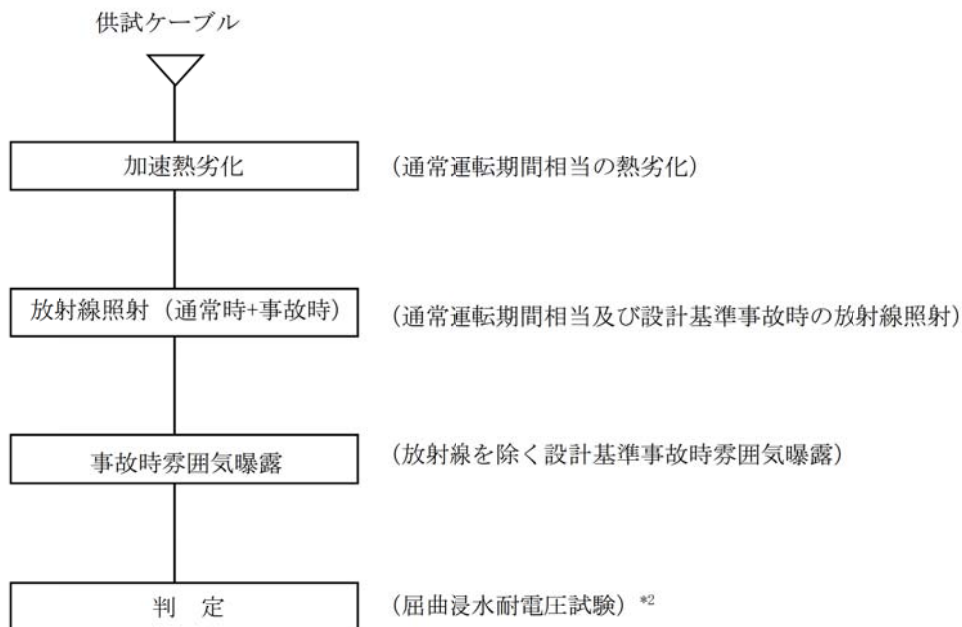 供試ケーブル
加速熱劣化
（通常運転期間相当の熱劣化）
放射線照射（通常時+事故時）
（通常運転期間相当及び設計基準事故時の放射線照射）
事故時雰囲気曝露
（放射線を除く設計基準事故時雰囲気曝露）
判　定
（屈曲浸水耐電圧試験）*2